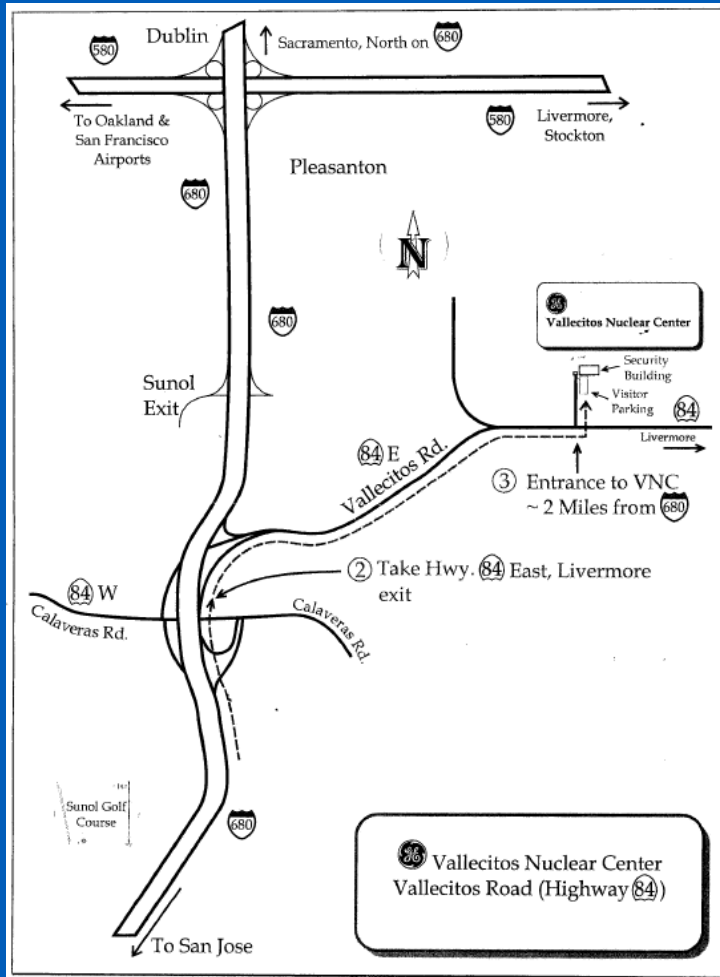 Dublin
580
Sacramento, North on 680
To Oakland &
San Francisco
Airports
580
Livermore,
Stockton
680
Pleasanton
N
680
GE
Vallecitos Nuclear Center
Sunol
Exit
Security
Building
Visitor
Parking
84
Livermore
84 E
Vallecitos Rd.
3 Entrance to VNC
~ 2 Miles from 680
2 Take Hwy. 84 East, Livermore
exit
84 W
Calaveras Rd.
Calaveras Rd.
Sunol Golf
Course
680
GE Vallecitos Nuclear Center
Vallecitos Road (Highway 84)
To San Jose